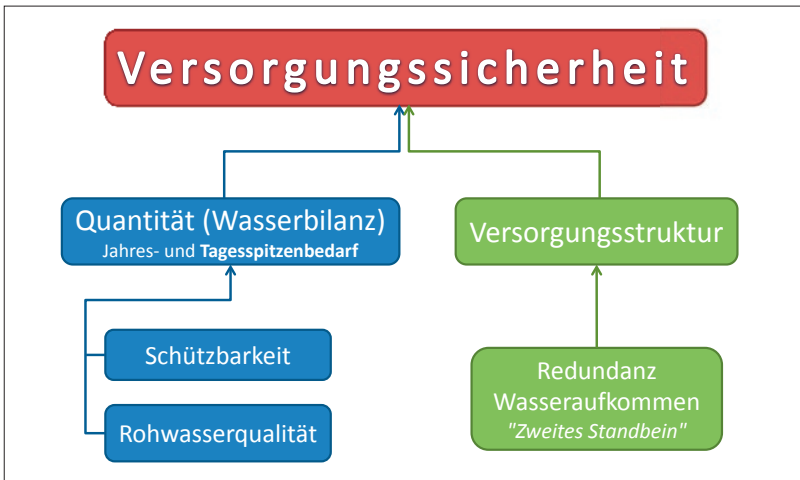 Versorgungssicherheit
Quantität (Wasserbilanz)
Jahres- und Tagesspitzenbedarf
Schützbarkeit
Rohwasserqualität
Versorgungsstruktur
Redundanz
Wasseraufkommen
"Zweites Standbein"